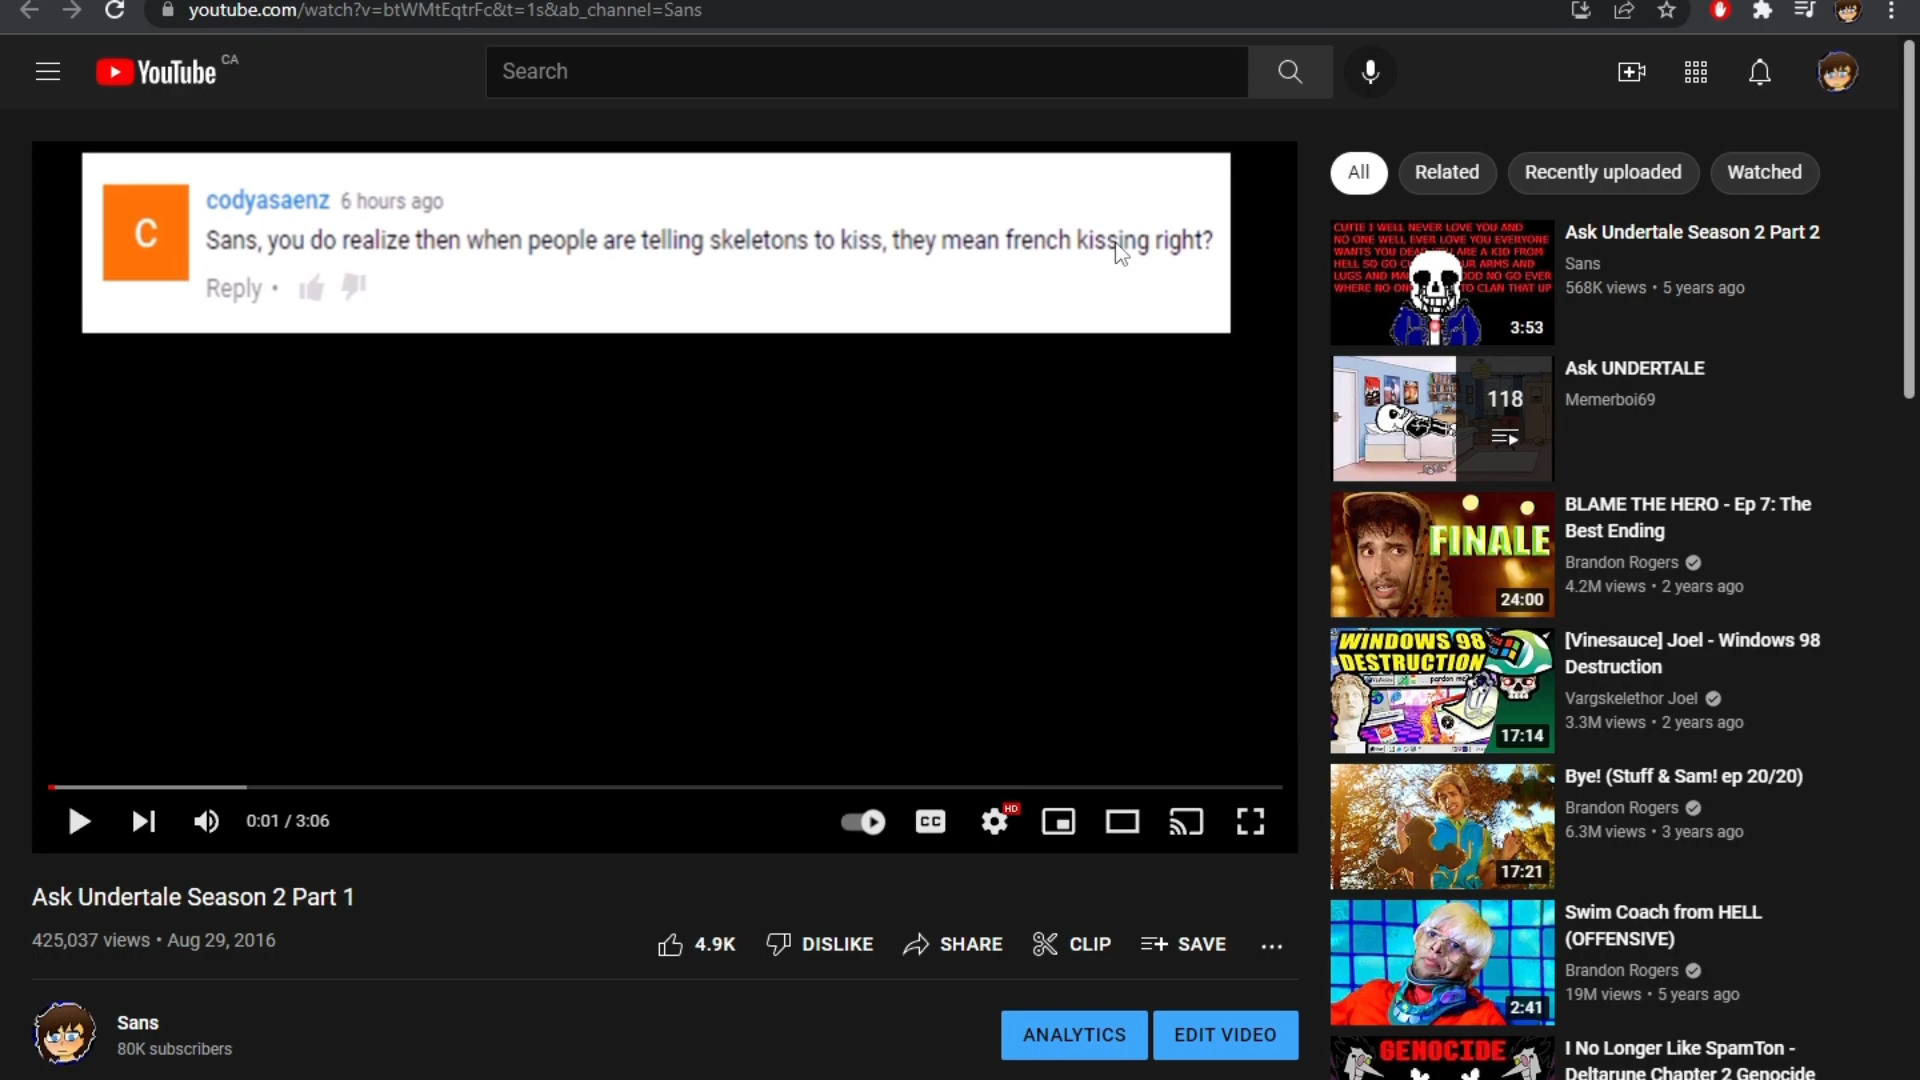 youtube.com/watch?v=btWMtEqtrFc&t=1s&ab_channel=Sans
YouTube CA
Search
C
codyasaenz 6 hours ago
Sans, you do realize then when people are telling skeletons to kiss, they mean french kissing right?
Reply •
0:01 / 3:06
CC
HD
Ask Undertale Season 2 Part 1
425,037 views • Aug 29, 2016
4.9K
DISLIKE
SHARE
CLIP
SAVE
Sans
80K subscribers
ANALYTICS
EDIT VIDEO
All
Related
Recently uploaded
Watched
3:53
Ask Undertale Season 2 Part 2
Sans
568K views • 5 years ago
118
Ask UNDERTALE
Memerboi69
FINALE
24:00
BLAME THE HERO - Ep 7: The
Best Ending
Brandon Rogers
4.2M views • 2 years ago
WINDOWS 98
DESTRUCTION
17:14
[Vinesauce] Joel - Windows 98
Destruction
Vargskelethor Joel
3.3M views • 2 years ago
17:21
Bye! (Stuff & Sam! ep 20/20)
Brandon Rogers
6.3M views • 3 years ago
2:41
Swim Coach from HELL
(OFFENSIVE)
Brandon Rogers
19M views • 5 years ago
GENOCIDE
I No Longer Like SpamTon -
Deltarune Chapter 2 Genocide